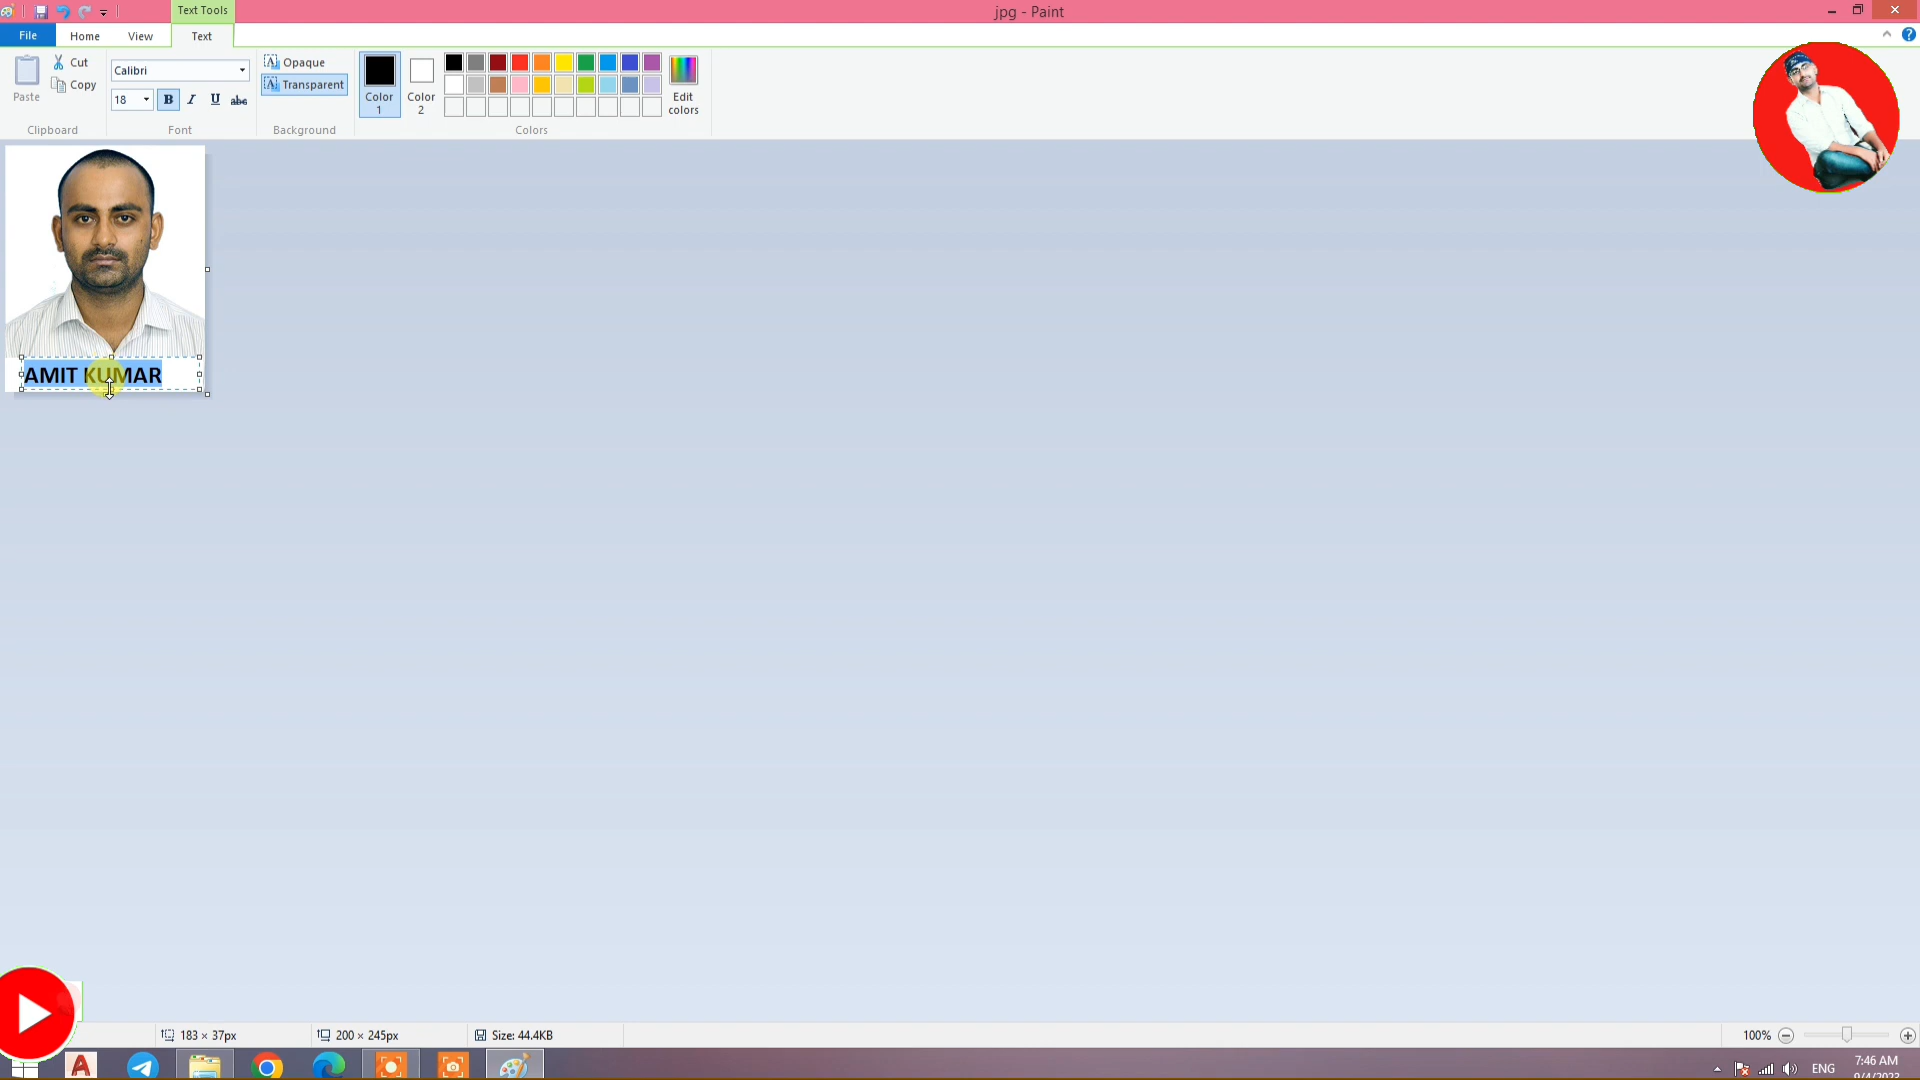 Text Tools
jpg - Paint
File
Home
View
Text
Paste
Cut
Copy
Clipboard
Calibri
18
B
I
U
abc
Font
A Opaque
A Transparent
Background
Color 1
Color 2
Edit colors
Colors
AMIT KUMAR
183 × 37px
200 × 245px
Size: 44.4KB
100%
A
ENG
7:46 AM